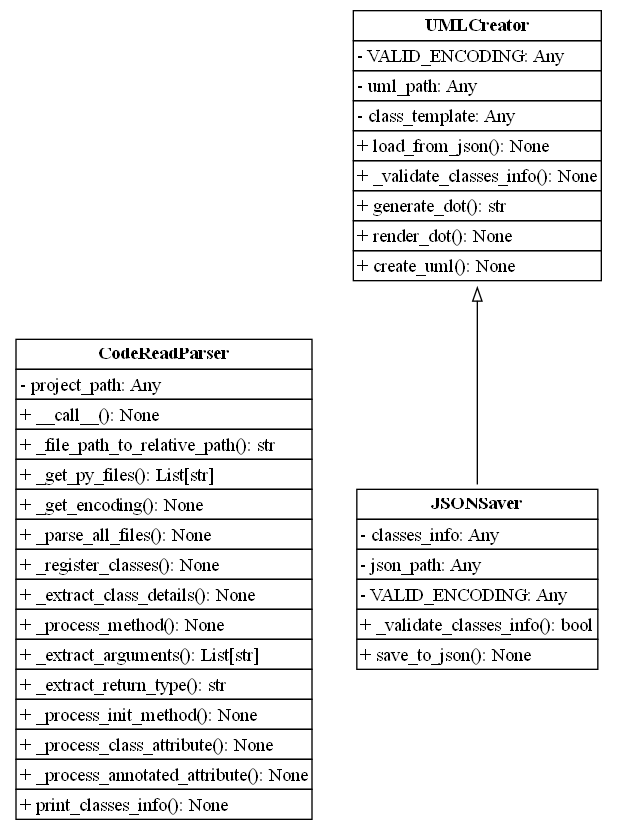 UMLCreator
- VALID_ENCODING: Any
- uml_path: Any
- class_template: Any
+ load_from_json(): None
+ _validate_classes_info(): None
+ generate_dot(): str
+ render_dot(): None
+ create_uml(): None
CodeReadParser
- project_path: Any
+ __call__(): None
+ _file_path_to_relative_path(): str
+ _get_py_files(): List[str]
+ _get_encoding(): None
+ _parse_all_files(): None
+ _register_classes(): None
+ _extract_class_details(): None
+ _process_method(): None
+ _extract_arguments(): List[str]
+ _extract_return_type(): str
+ _process_init_method(): None
+ _process_class_attribute(): None
+ _process_annotated_attribute(): None
+ print_classes_info(): None
JSONSaver
- classes_info: Any
- json_path: Any
- VALID_ENCODING: Any
+ _validate_classes_info(): bool
+ save_to_json(): None